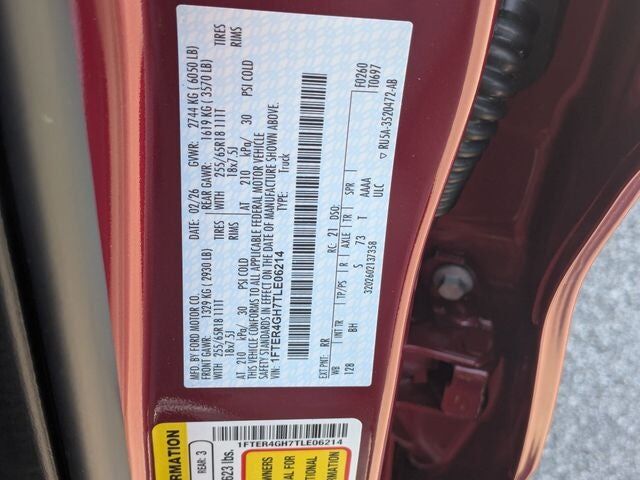 MFD. BY FORD MOTOR CO.
DATE: 02/26 GVWR: 2744 KG ( 6050 LB)
FRONT GAWR: 1329 KG ( 2930 LB) REAR GAWR: 1619 KG ( 3570 LB)
WITH 255/65R18 111T TIRES WITH 255/65R18 111T TIRES
18x7.5J RIMS 18x7.5J RIMS
AT 210 kPa/ 30 PSI COLD AT 210 kPa/ 30 PSI COLD
THIS VEHICLE CONFORMS TO ALL APPLICABLE FEDERAL MOTOR VEHICLE
SAFETY STANDARDS IN EFFECT ON THE DATE OF MANUFACTURE SHOWN ABOVE.
VIN: 1FTER4GH7TLE06214
TYPE: Truck
F0260
T0697
EXT PNT: RR RC: 21 DSO:
WB INT TR TP/PS R AXLE TR SPR
128 BH S 73 T AAAA
ULC
3202602137358
▽ RU5A-3520472-AB
1FTER4GH7TLE06214
REAR: 3
623 lbs.